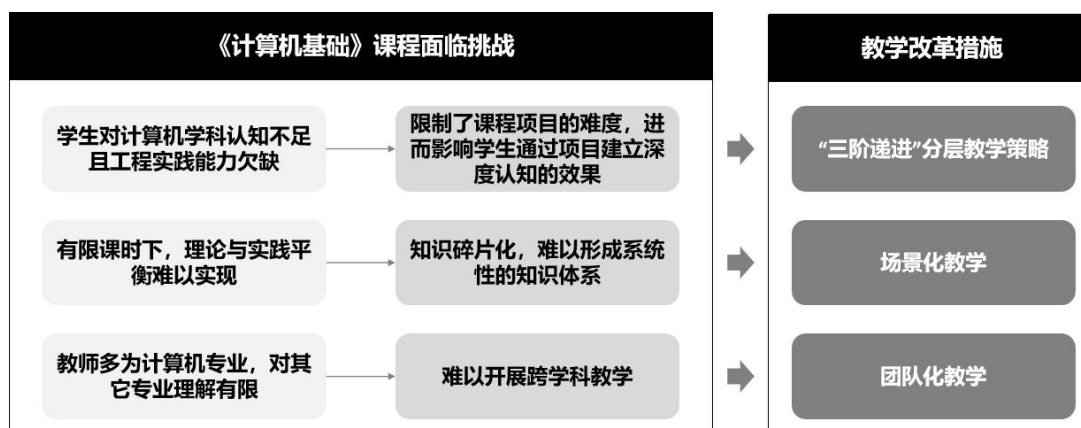 《计算机基础》课程面临挑战
教学改革措施
学生对计算机学科认知不足
且工程实践能力欠缺
限制了课程项目的难度，进
而影响学生通过项目建立深
度认知的效果
“三阶递进”分层教学策略
有限课时下，理论与实践平
衡难以实现
知识碎片化，难以形成系统
性的知识体系
场景化教学
教师多为计算机专业，对其
它专业理解有限
难以开展跨学科教学
团队化教学